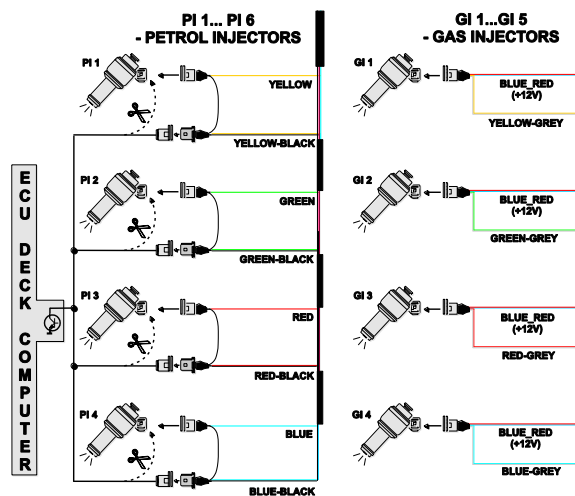 PI 1... PI 6
- PETROL INJECTORS
GI 1...GI 5
- GAS INJECTORS
PI 1
YELLOW
YELLOW-BLACK
GI 1
BLUE_RED
(+12V)
YELLOW-GREY
PI 2
GREEN
GREEN-BLACK
GI 2
BLUE_RED
(+12V)
GREEN-GREY
PI 3
RED
RED-BLACK
GI 3
BLUE_RED
(+12V)
RED-GREY
PI 4
BLUE
BLUE-BLACK
GI 4
BLUE_RED
(+12V)
BLUE-GREY
ECU DECK COMPUTER